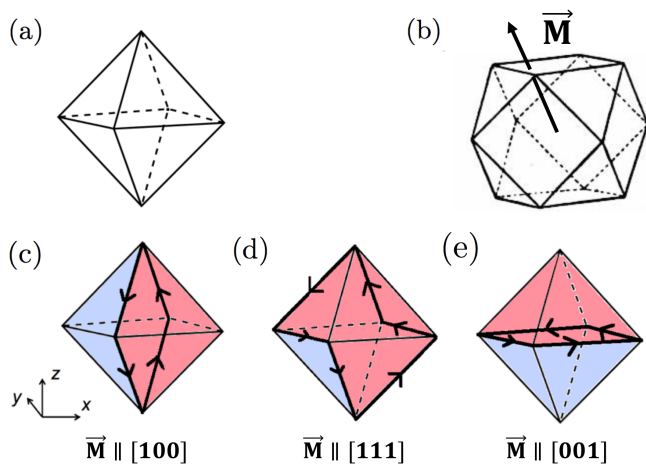 (a)
(b)
M
(c)
(d)
(e)
z
y
x
M ∥ [100]
M ∥ [111]
M ∥ [001]